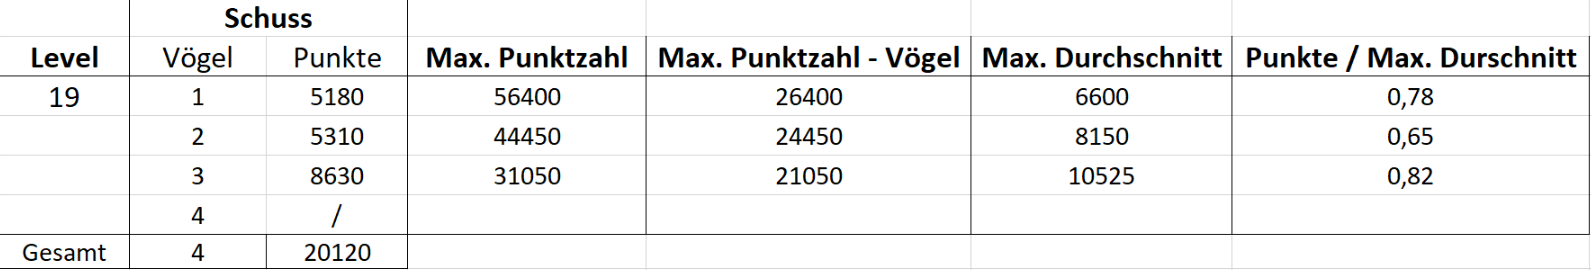 Schuss
Level Vögel Punkte Max. Punktzahl Max. Punktzahl - Vögel Max. Durchschnitt Punkte / Max. Durschnitt
19 1 5180 56400 26400 6600 0,78
2 5310 44450 24450 8150 0,65
3 8630 31050 21050 10525 0,82
4 /
Gesamt 4 20120